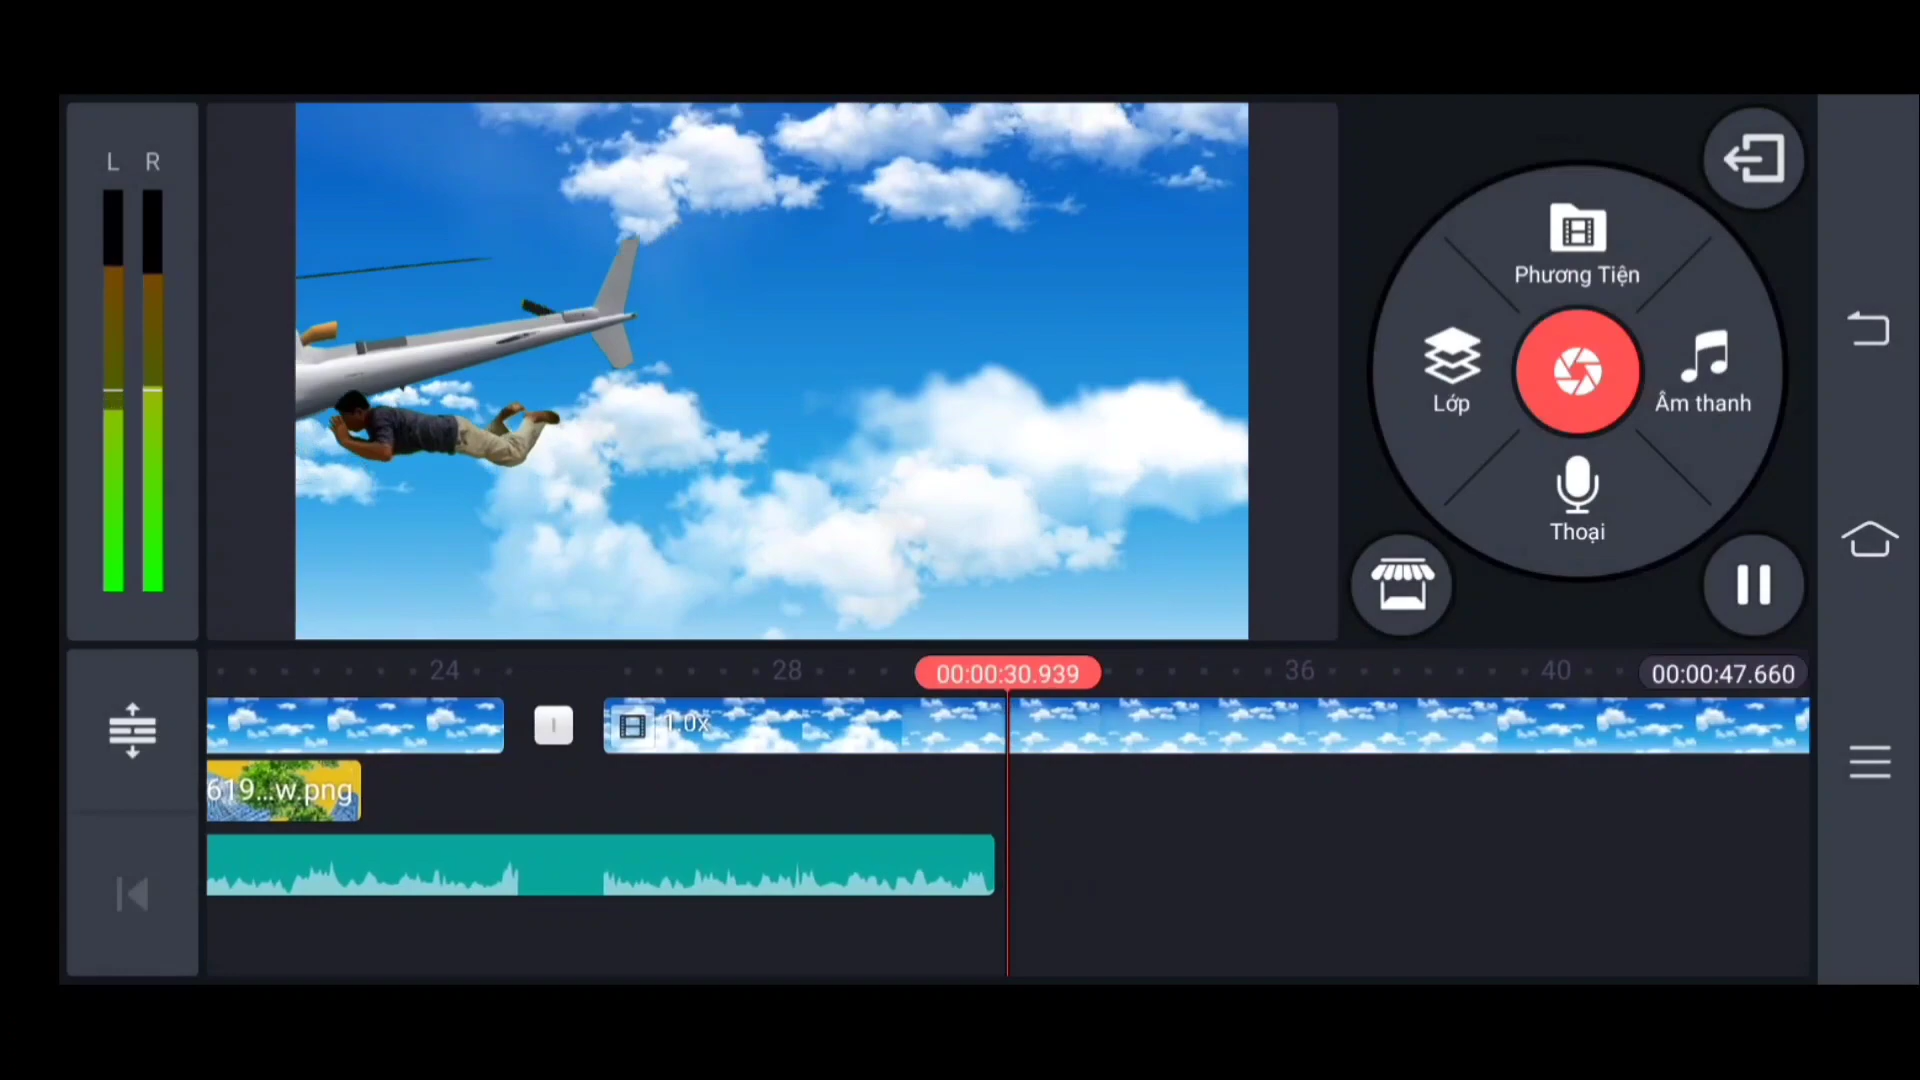 L R
Phương Tiện
Lớp
Âm thanh
Thoại
24
28
00:00:30.939
36
40
00:00:47.660
1.0x
619...w.png